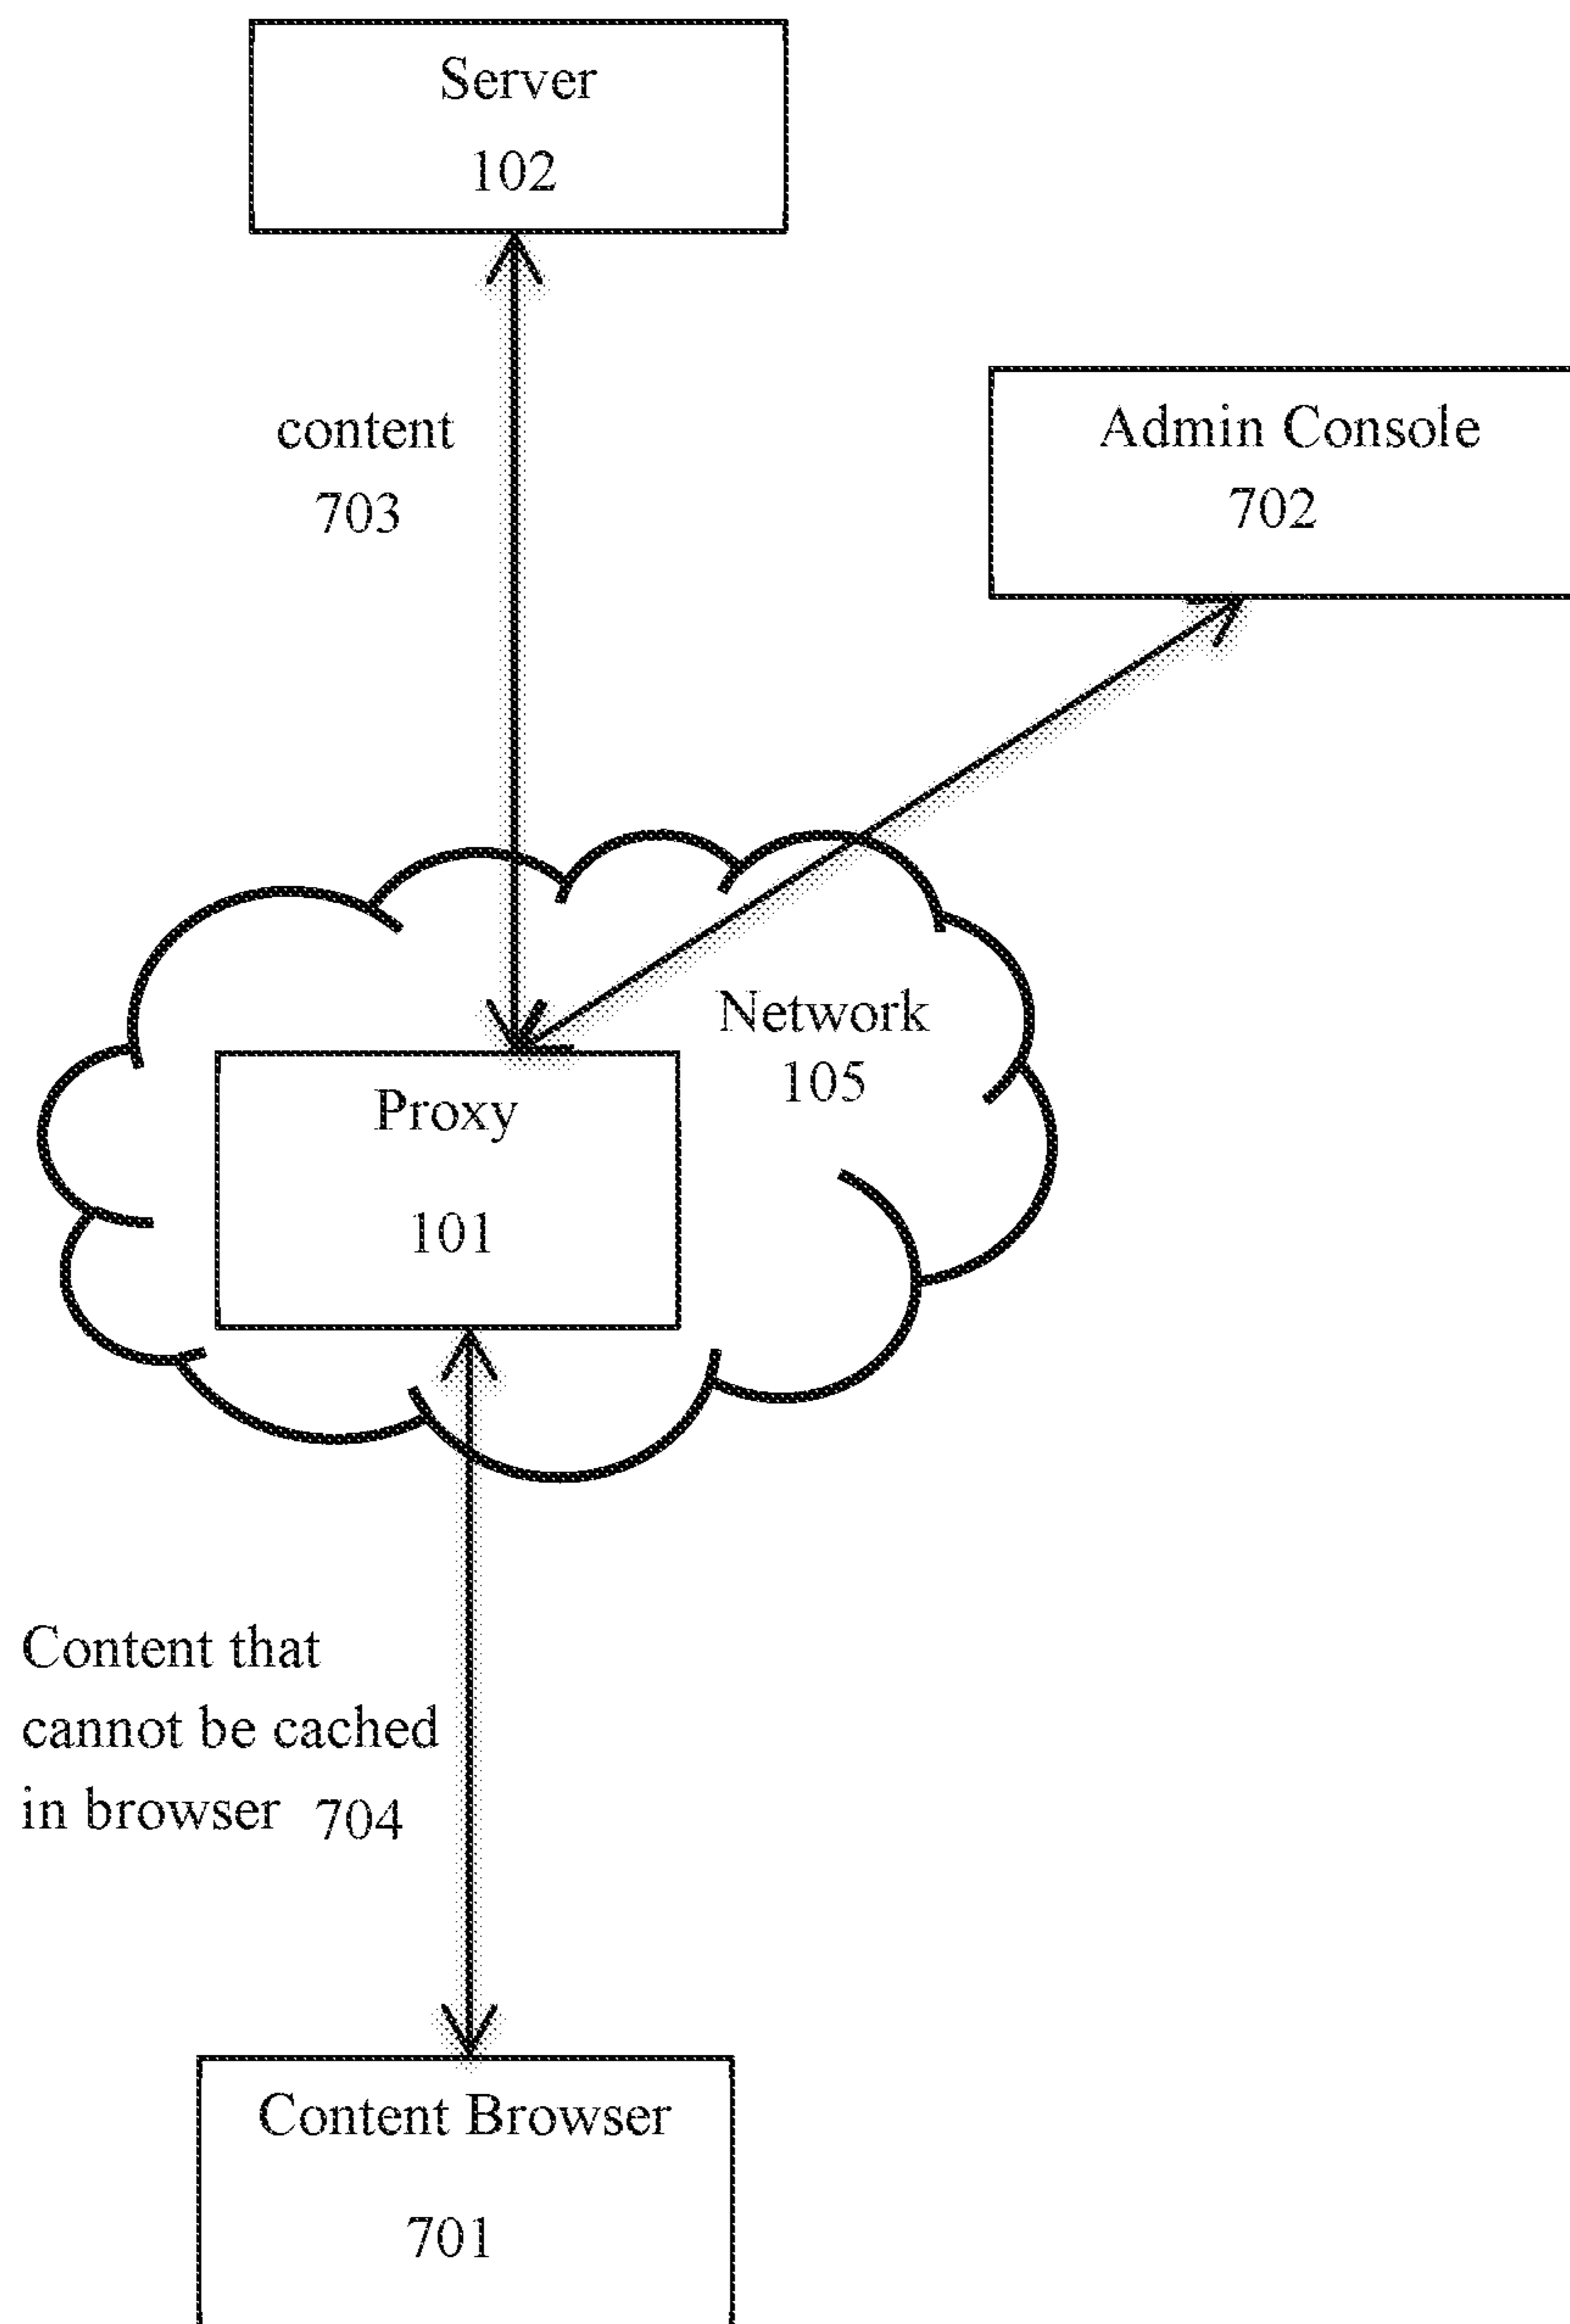 Server
102
content
703
Admin Console
702
Network
105
Proxy
101
Content that
cannot be cached
in browser 704
Content Browser
701